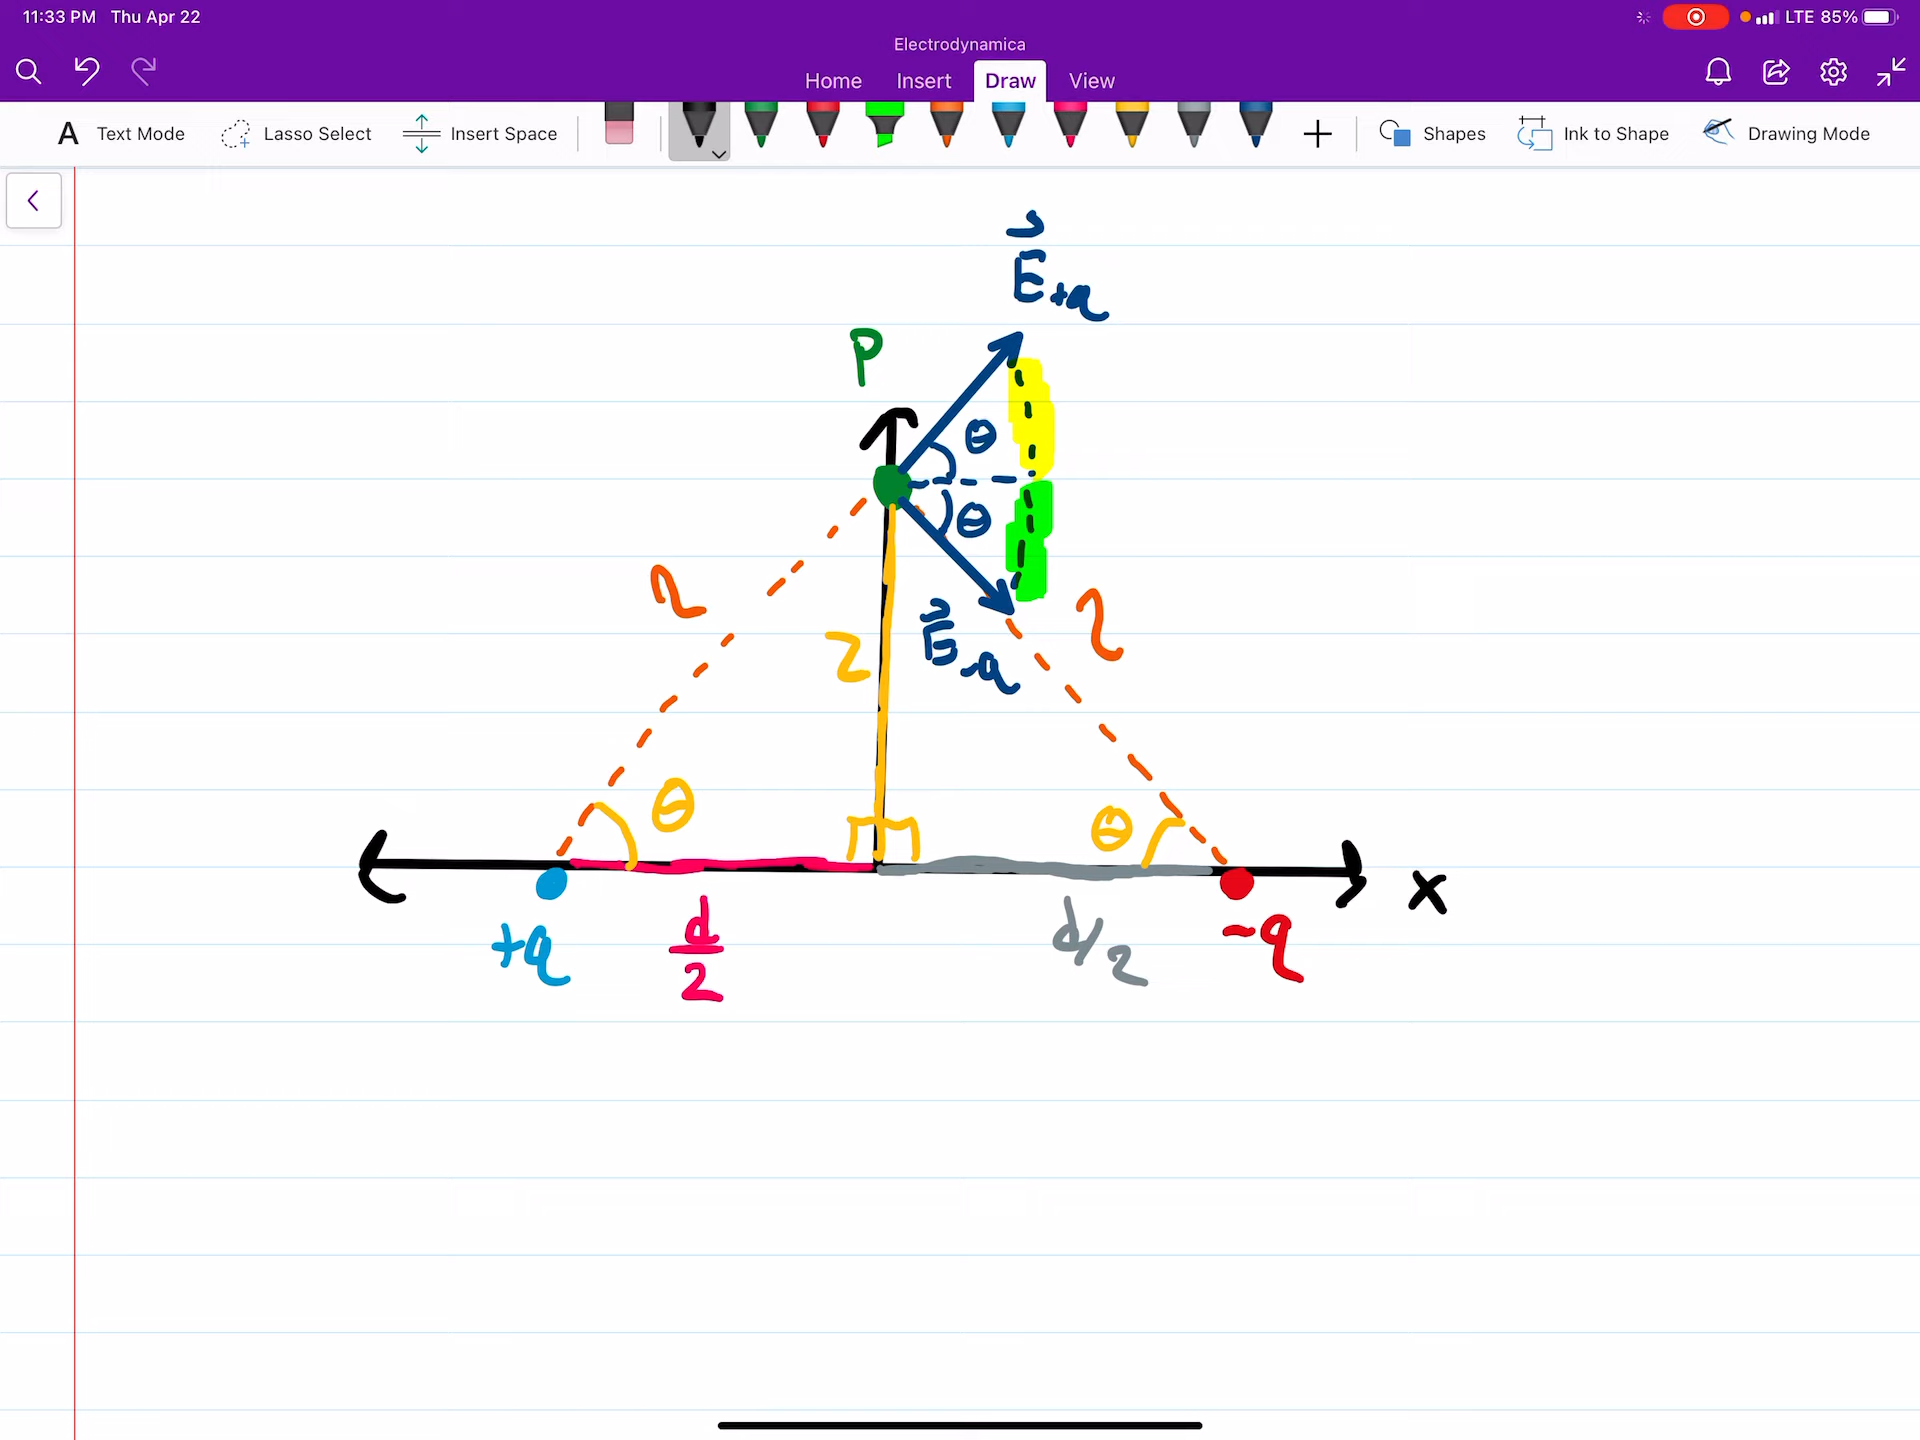 11:33 PM Thu Apr 22
LTE 85%
Electrodynamica
Home Insert Draw View
A Text Mode Lasso Select Insert Space Shapes Ink to Shape Drawing Mode
E+q
P
θ
θ
r
z
E-q
r
θ
θ
x
+q
d/2
d/2
-q